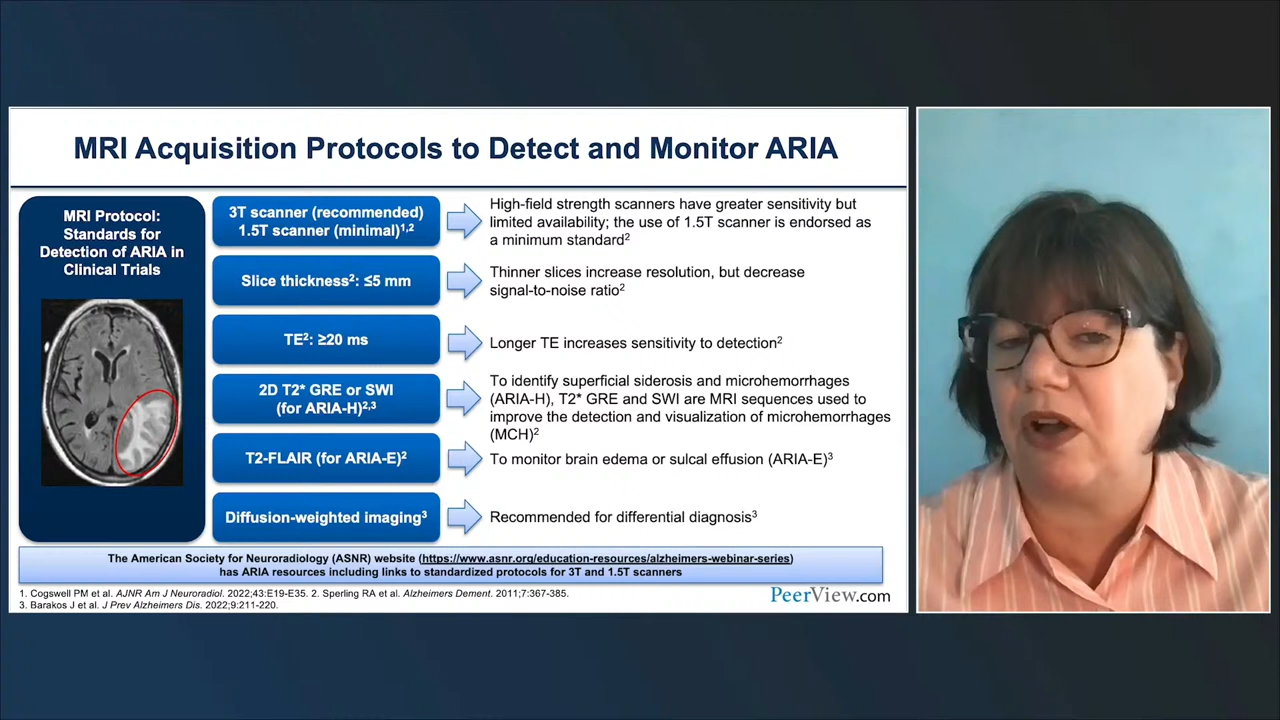 MRI Acquisition Protocols to Detect and Monitor ARIA
MRI Protocol:
Standards for
Detection of ARIA in
Clinical Trials
3T scanner (recommended)
1.5T scanner (minimal)1,2
High-field strength scanners have greater sensitivity but
limited availability; the use of 1.5T scanner is endorsed as
a minimum standard2
Slice thickness2: ≤5 mm
Thinner slices increase resolution, but decrease
signal-to-noise ratio2
TE2: ≥20 ms
Longer TE increases sensitivity to detection2
2D T2* GRE or SWI
(for ARIA-H)2,3
To identify superficial siderosis and microhemorrhages
(ARIA-H), T2* GRE and SWI are MRI sequences used to
improve the detection and visualization of microhemorrhages
(MCH)2
T2-FLAIR (for ARIA-E)2
To monitor brain edema or sulcal effusion (ARIA-E)3
Diffusion-weighted imaging3
Recommended for differential diagnosis3
The American Society for Neuroradiology (ASNR) website (https://www.asnr.org/education-resources/alzheimers-webinar-series)
has ARIA resources including links to standardized protocols for 3T and 1.5T scanners
1. Cogswell PM et al. AJNR Am J Neuroradiol. 2022;43:E19-E35. 2. Sperling RA et al. Alzheimers Dement. 2011;7:367-385.
3. Barakos J et al. J Prev Alzheimers Dis. 2022;9:211-220.
PeerView.com